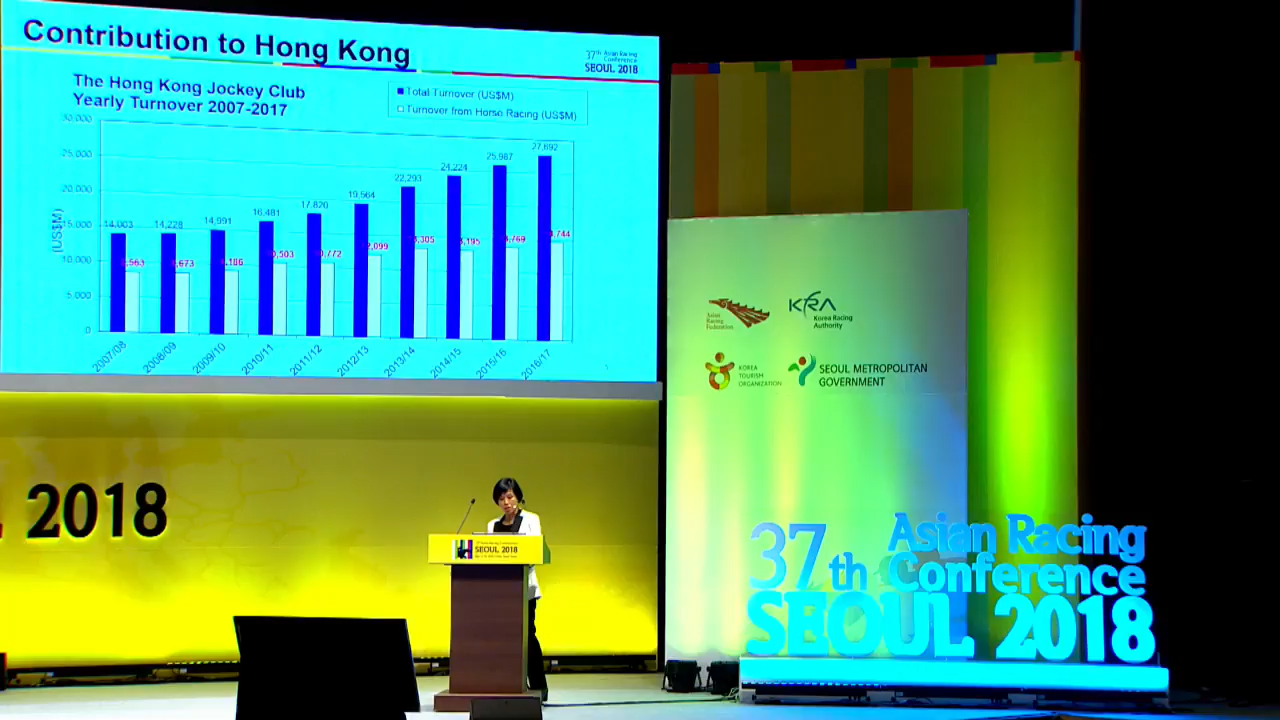 Contribution to Hong Kong
37th Asian Racing
Conference
SEOUL 2018
The Hong Kong Jockey Club
Yearly Turnover 2007-2017
Total Turnover (US$M)
Turnover from Horse Racing (US$M)
30,000
25,000
20,000
15,000
10,000
5,000
0
(US$M)
14,003
14,228
14,991
16,481
17,820
19,564
22,293
24,224
25,987
27,692
2007/08
2008/09
2009/10
2010/11
2011/12
2012/13
2013/14
2014/15
2015/16
2016/17
Asian
Racing
Federation
KRA
Korea Racing
Authority
KOREA
TOURISM
ORGANIZATION
SEOUL METROPOLITAN
GOVERNMENT
2018
SEOUL 2018
37th Asian Racing
Conference
SEOUL 2018